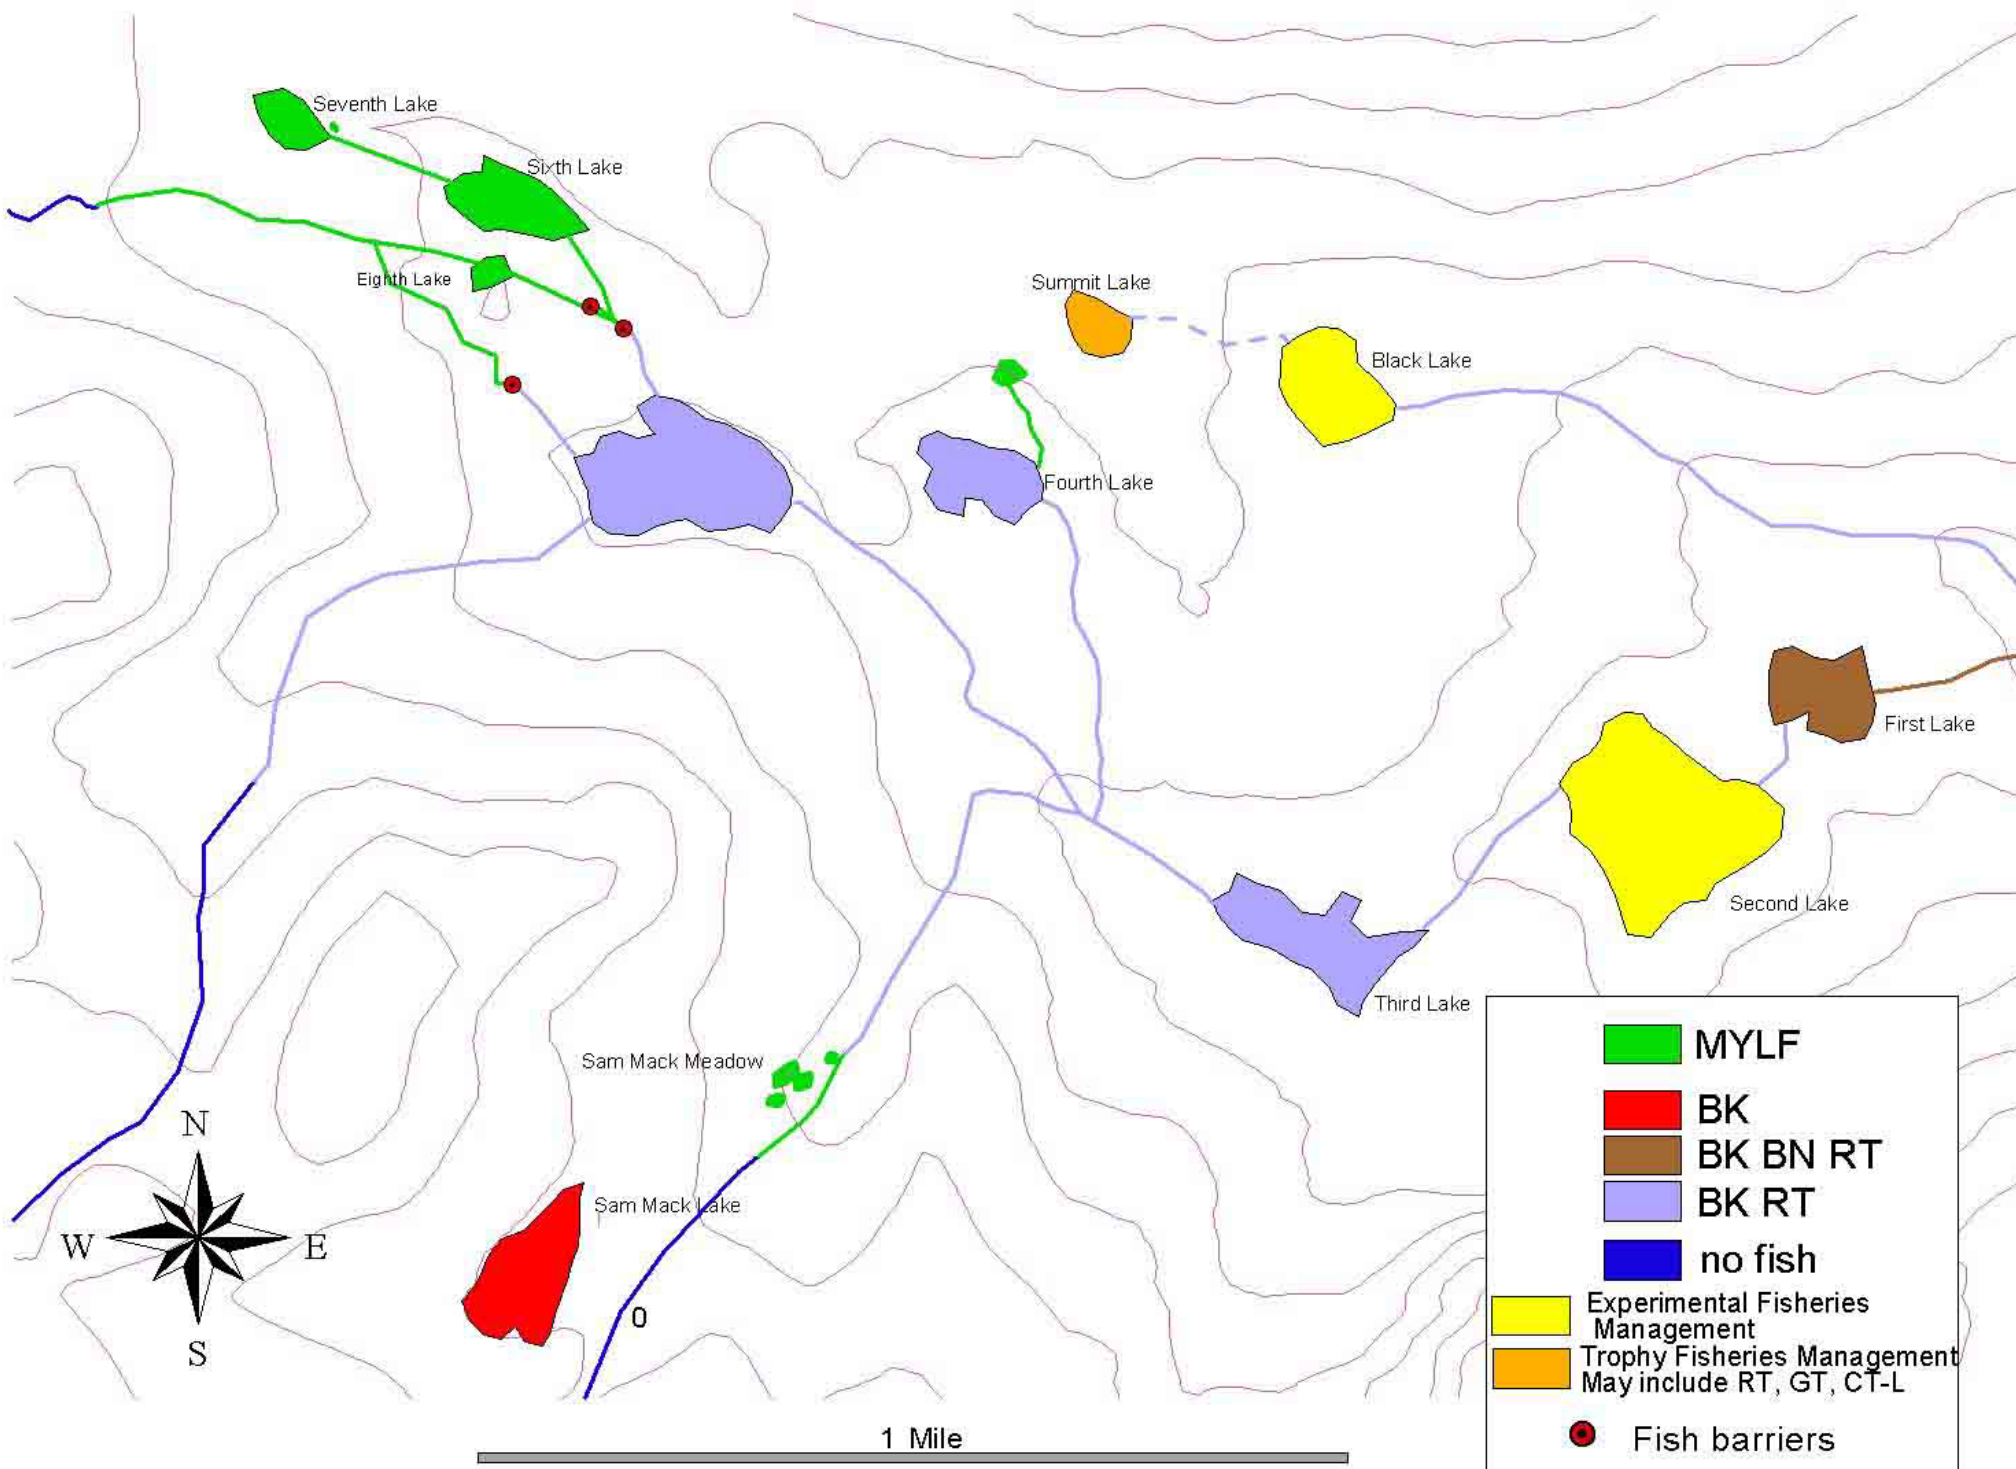 Seventh Lake
Sixth Lake
Eighth Lake
Summit Lake
Black Lake
Fourth Lake
First Lake
Second Lake
Third Lake
Sam Mack Meadow
Sam Mack Lake
N
W
E
S
0
1 Mile
MYLF
BK
BK BN RT
BK RT
no fish
Experimental Fisheries
Management
Trophy Fisheries Management
May include RT, GT, CT-L
Fish barriers